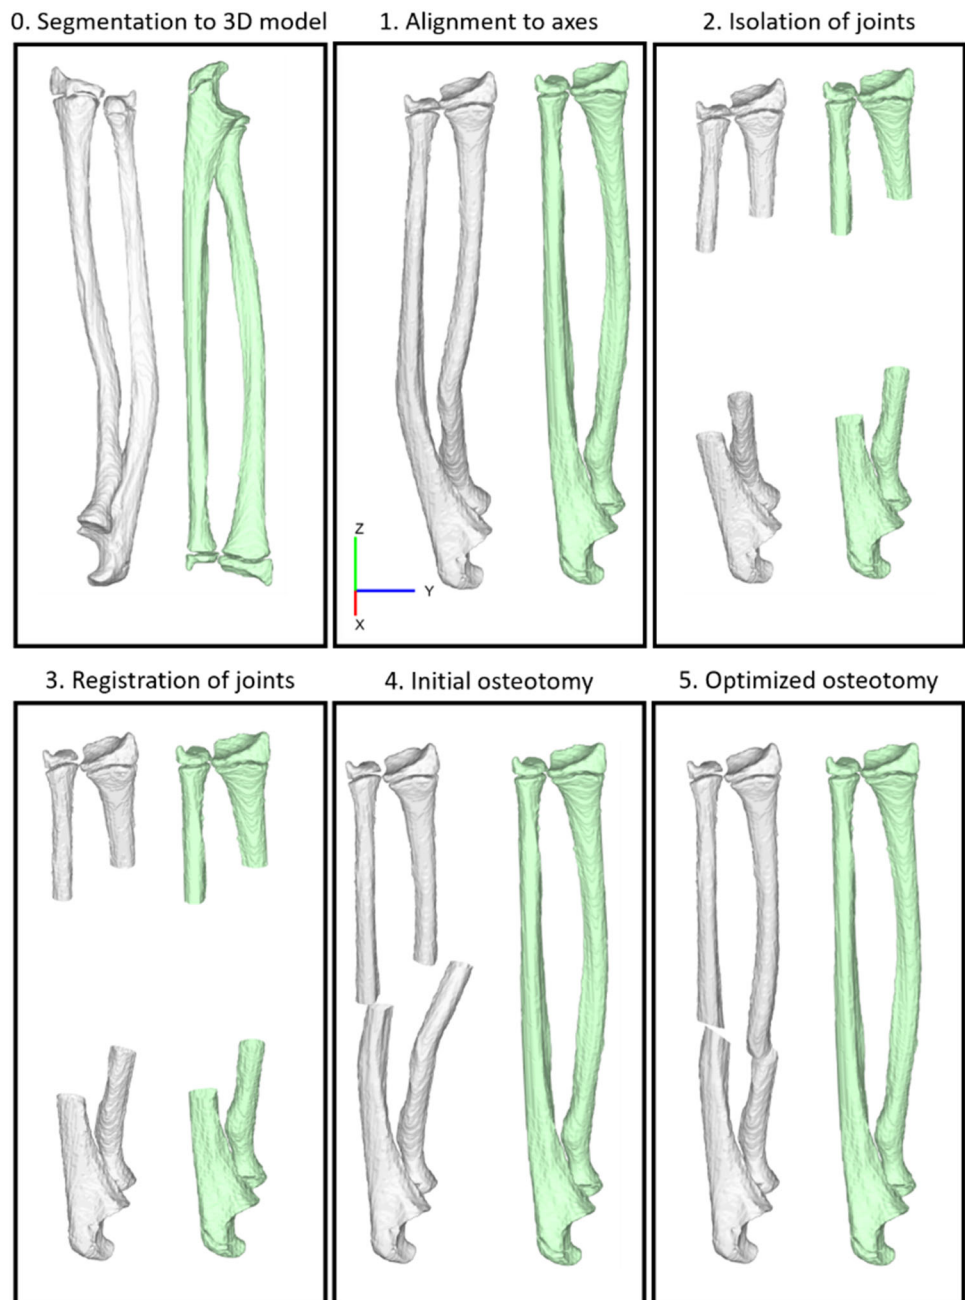 0. Segmentation to 3D model
1. Alignment to axes
2. Isolation of joints
Z
Y
X
3. Registration of joints
4. Initial osteotomy
5. Optimized osteotomy